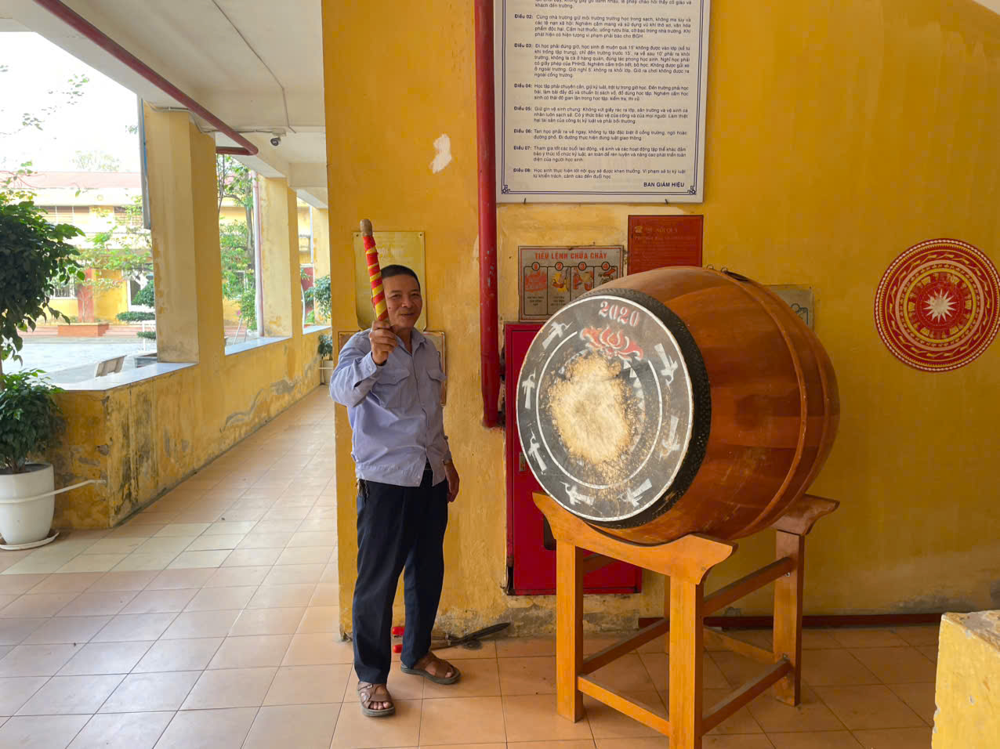 khách đến trường.
Điều 02: Cùng nhà trường giữ môi trường trường học trong sạch, không ma túy và
các tệ nạn xã hội: Nghiêm cấm mang và sử dụng vũ khí thô sơ, văn hóa
phẩm độc hại. Cấm hút thuốc, uống rượu bia, cờ bạc trong nhà trường. Khi
phát hiện có hiện tượng vi phạm phải báo cho BGH.
Điều 03: Đi học phải đúng giờ, học sinh đi muộn quá 15' không được vào lớp (kể từ
khi trống tập trung), chỉ đến trường trước 15', ra về sau 10' phải ra khỏi
trường, không la cà ở hàng quán, đúng tác phong học sinh. Nghỉ học phải
có giấy phép của PHHS. Nghiêm cấm trốn tiết, bỏ học. Không được gửi xe
ở ngoài trường. Giờ nghỉ 5' không ra khỏi lớp. Giờ ra chơi không được ra
ngoài cổng trường.
Điều 04: Học tập phải chuyên cần, giữ kỷ luật, trật tự trong giờ học. Đến trường phải học
bài, làm bài đầy đủ và chuẩn bị sách vở, đồ dùng học tập. Nghiêm cấm học
sinh có thái độ gian lận trong học tập, kiểm tra, thi cử.
Điều 05: Giữ gìn vệ sinh chung: Không vứt giấy rác ra lớp, sân trường và vệ sinh cá
nhân luôn sạch sẽ. Có ý thức bảo vệ của công và của mọi người. Làm thiệt
hại tài sản của công bị kỷ luật và phải bồi thường.
Điều 06: Tan học phải ra về ngay, không tụ tập đặc biệt ở cổng trường, ngõ hoặc
đường phố. Đi đường thực hiện đúng luật giao thông.
Điều 07: Tham gia tốt các buổi lao động, vệ sinh và các hoạt động tập thể khác đảm
bảo ý thức tổ chức kỷ luật, an toàn để rèn luyện và nâng cao phát triển toàn
diện của người học sinh.
Điều 08: Học sinh thực hiện tốt nội quy sẽ được khen thưởng. Vi phạm sẽ bị kỷ luật
từ khiển trách, cảnh cáo đến đuổi học.
BAN GIÁM HIỆU
NỘI QUY
TIÊU LỆNH CHỮA CHÁY
2020